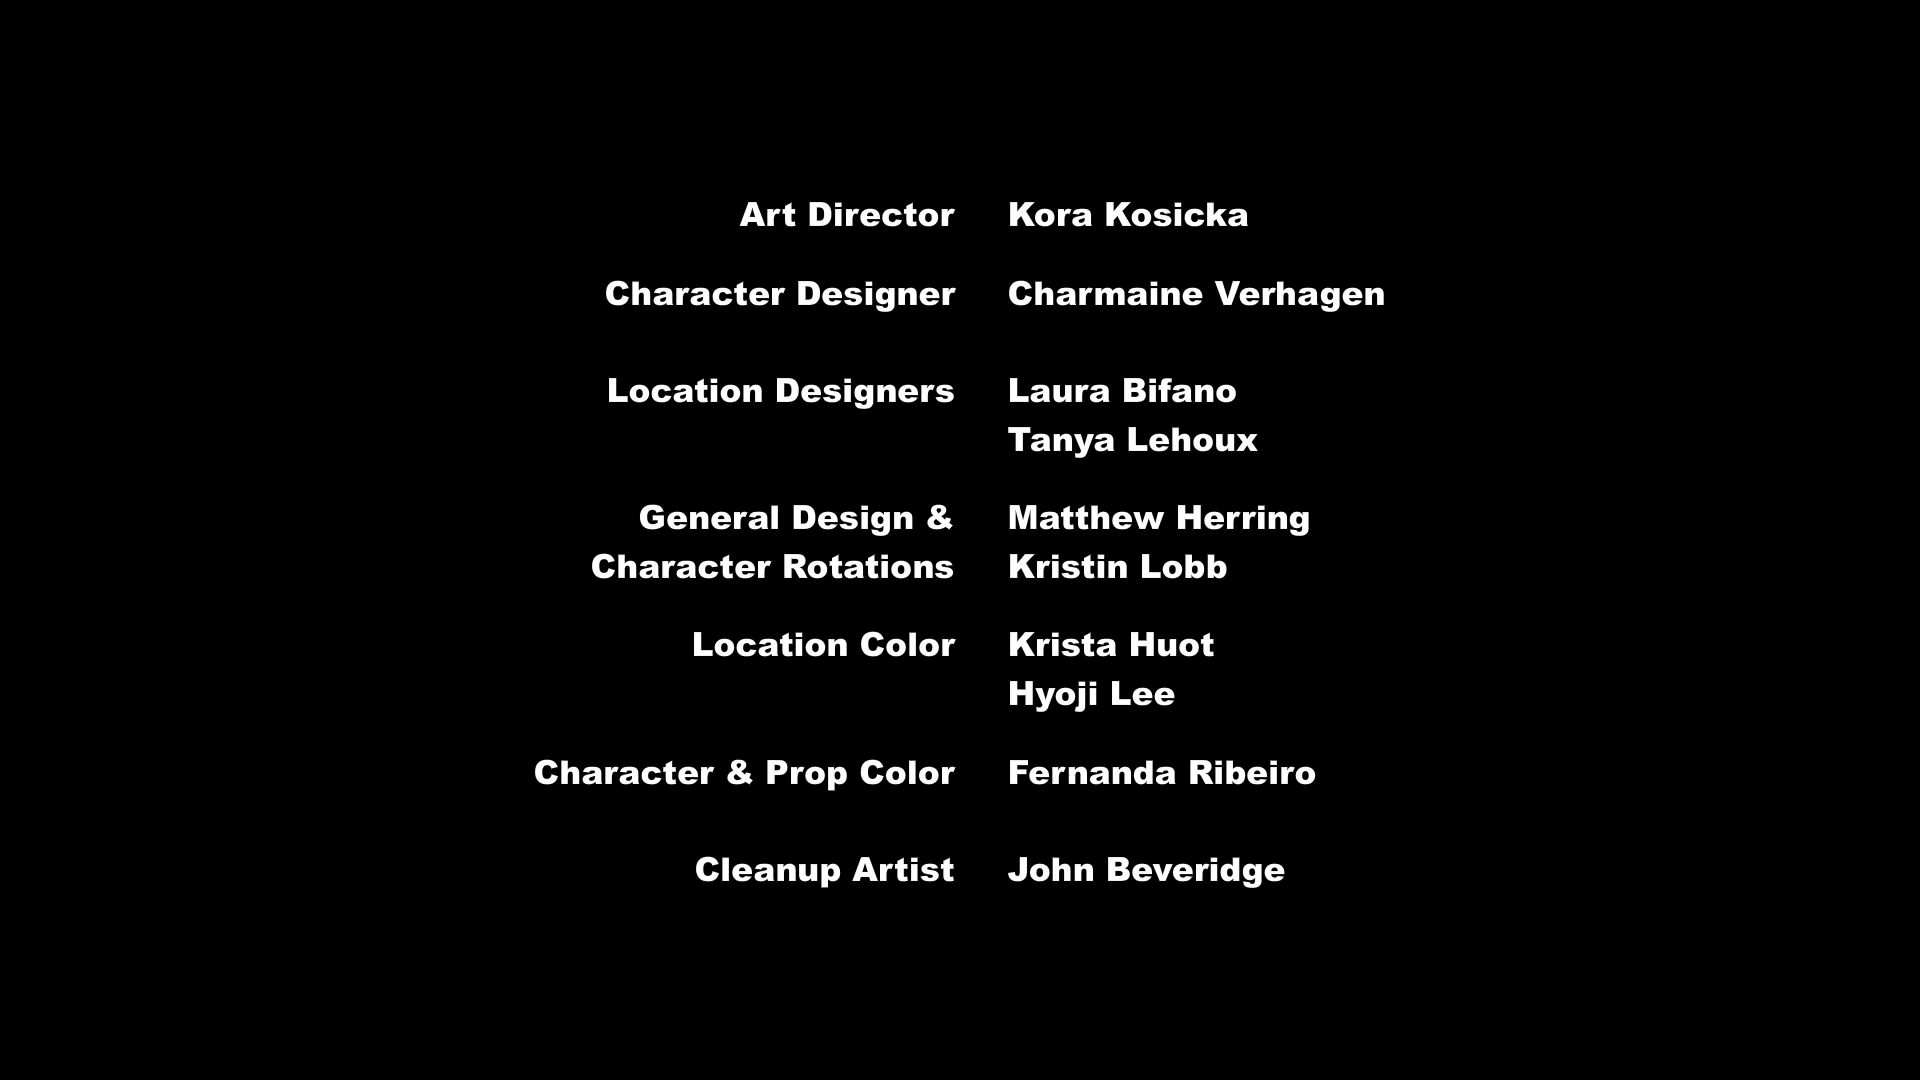 Art Director Kora Kosicka
Character Designer Charmaine Verhagen
Location Designers Laura Bifano
Tanya Lehoux
General Design & Matthew Herring
Character Rotations Kristin Lobb
Location Color Krista Huot
Hyoji Lee
Character & Prop Color Fernanda Ribeiro
Cleanup Artist John Beveridge